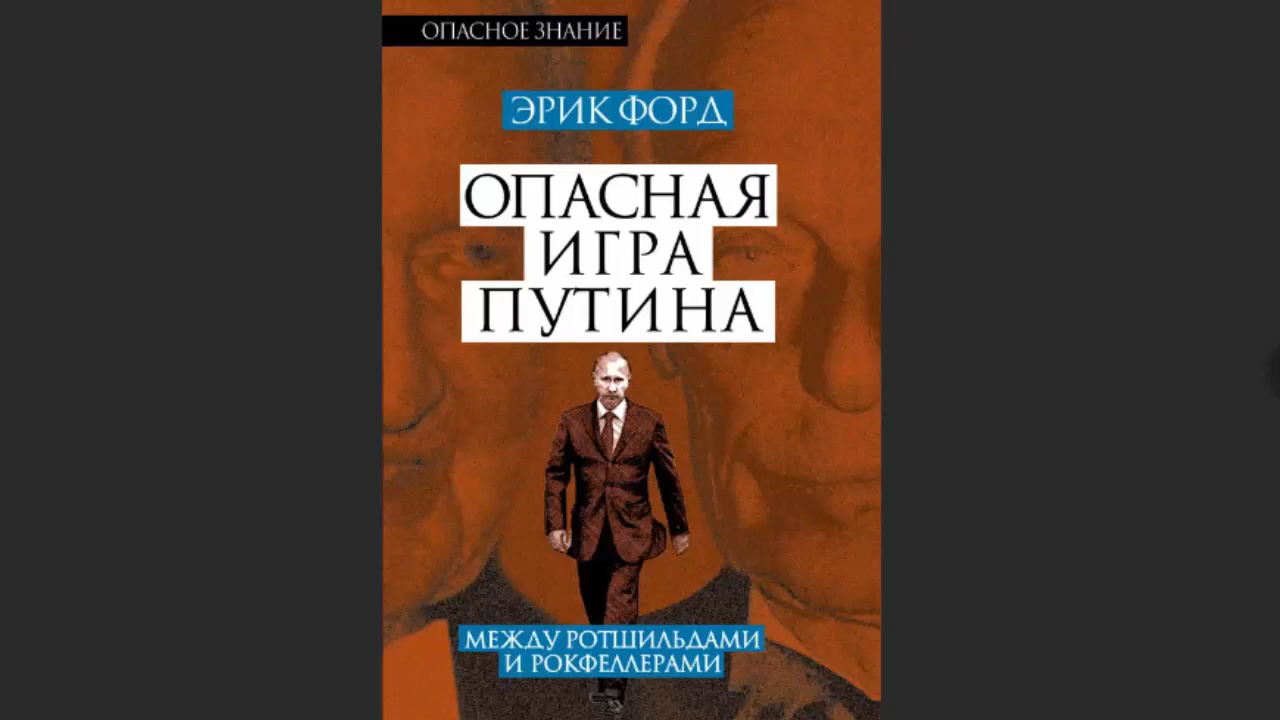 ОПАСНОЕ ЗНАНИЕ
ЭРИК ФОРД
ОПАСНАЯ
ИГРА
ПУТИНА
МЕЖДУ РОТШИЛЬДАМИ
И РОКФЕЛЛЕРАМИ